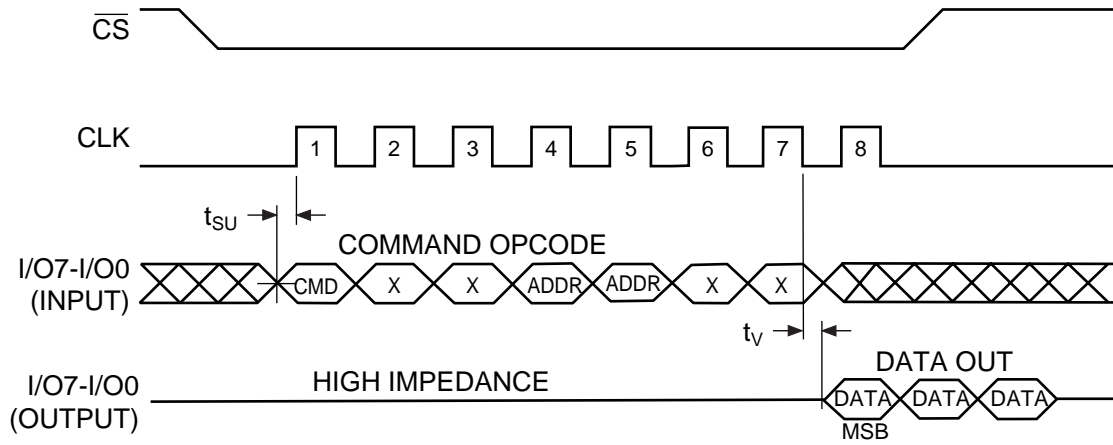 CS
CLK
1 2 3 4 5 6 7 8
tSU
COMMAND OPCODE
I/O7-I/O0
(INPUT)
CMD X X ADDR ADDR X X
tV
DATA OUT
I/O7-I/O0
(OUTPUT)
HIGH IMPEDANCE
DATA DATA DATA
MSB